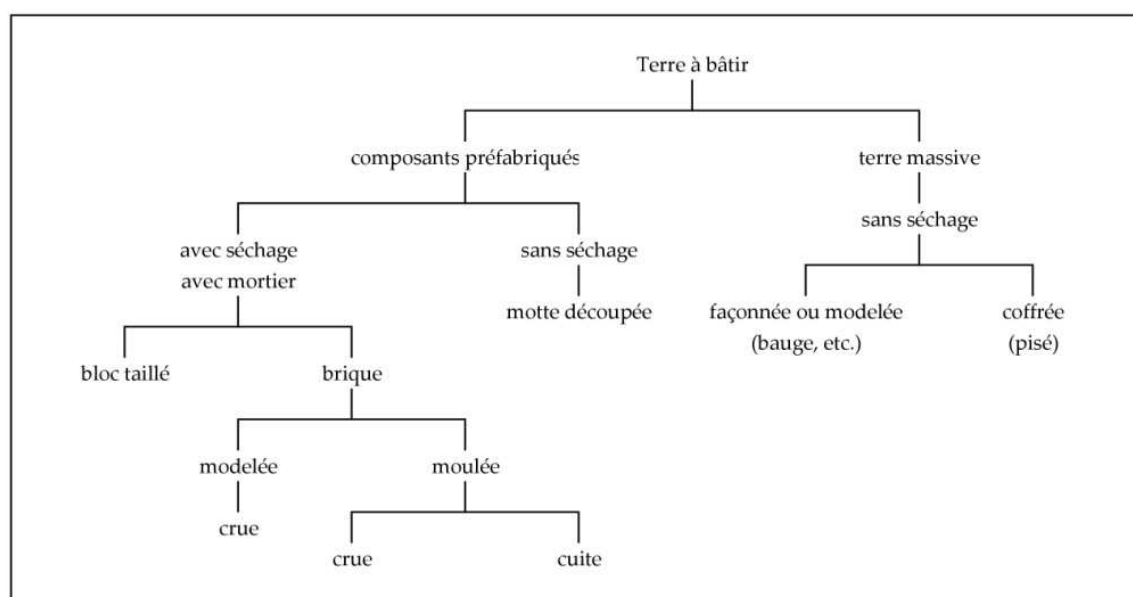 Terre à bâtir
composants préfabriqués
terre massive
sans séchage
avec séchage
avec mortier
sans séchage
motte découpée
façonnée ou modelée
(bauge, etc.)
coffrée
(pisé)
bloc taillé
brique
modelée
moulée
crue
crue
cuite